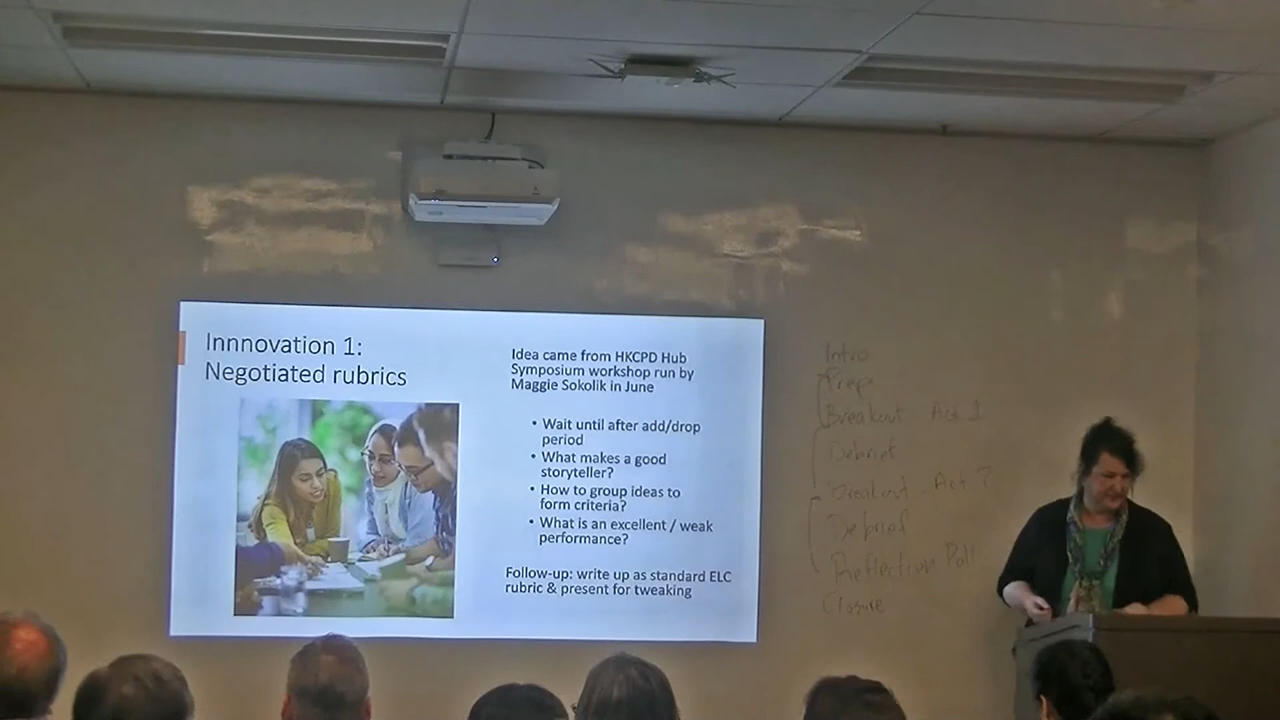 Innnovation 1:
Negotiated rubrics
Idea came from HKCPD Hub
Symposium workshop run by
Maggie Sokolik in June
• Wait until after add/drop
period
• What makes a good
storyteller?
• How to group ideas to
form criteria?
• What is an excellent / weak
performance?
Follow-up: write up as standard ELC
rubric & present for tweaking
Intro
Prep
Breakout - Act 1
Debrief
Breakout - Act 2
Debrief
Reflection Poll
Closure